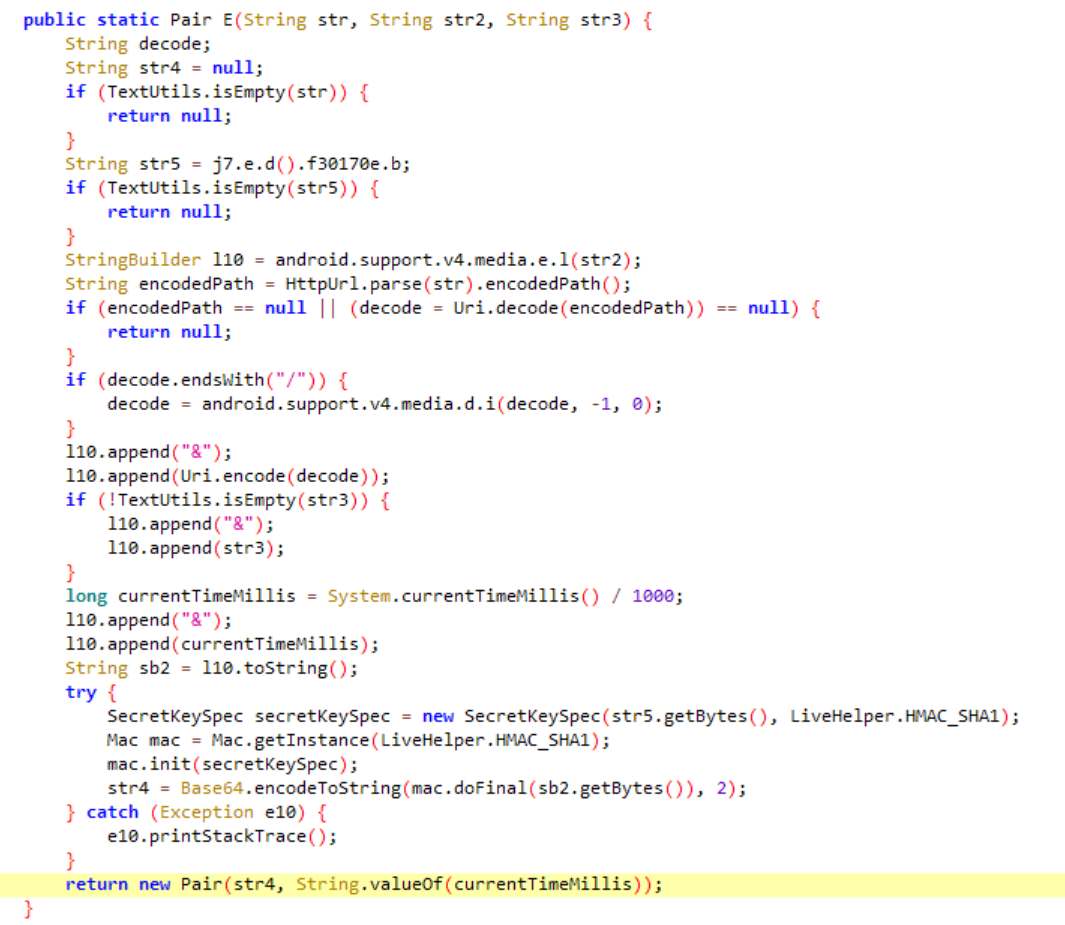 public static Pair E(String str, String str2, String str3) {
    String decode;
    String str4 = null;
    if (TextUtils.isEmpty(str)) {
        return null;
    }
    String str5 = j7.e.d().f30170e.b;
    if (TextUtils.isEmpty(str5)) {
        return null;
    }
    StringBuilder l10 = android.support.v4.media.e.l(str2);
    String encodedPath = HttpUrl.parse(str).encodedPath();
    if (encodedPath == null || (decode = Uri.decode(encodedPath)) == null) {
        return null;
    }
    if (decode.endsWith("/")) {
        decode = android.support.v4.media.d.i(decode, -1, 0);
    }
    l10.append("&");
    l10.append(Uri.encode(decode));
    if (!TextUtils.isEmpty(str3)) {
        l10.append("&");
        l10.append(str3);
    }
    long currentTimeMillis = System.currentTimeMillis() / 1000;
    l10.append("&");
    l10.append(currentTimeMillis);
    String sb2 = l10.toString();
    try {
        SecretKeySpec secretKeySpec = new SecretKeySpec(str5.getBytes(), LiveHelper.HMAC_SHA1);
        Mac mac = Mac.getInstance(LiveHelper.HMAC_SHA1);
        mac.init(secretKeySpec);
        str4 = Base64.encodeToString(mac.doFinal(sb2.getBytes()), 2);
    } catch (Exception e10) {
        e10.printStackTrace();
    }
    return new Pair(str4, String.valueOf(currentTimeMillis));
}